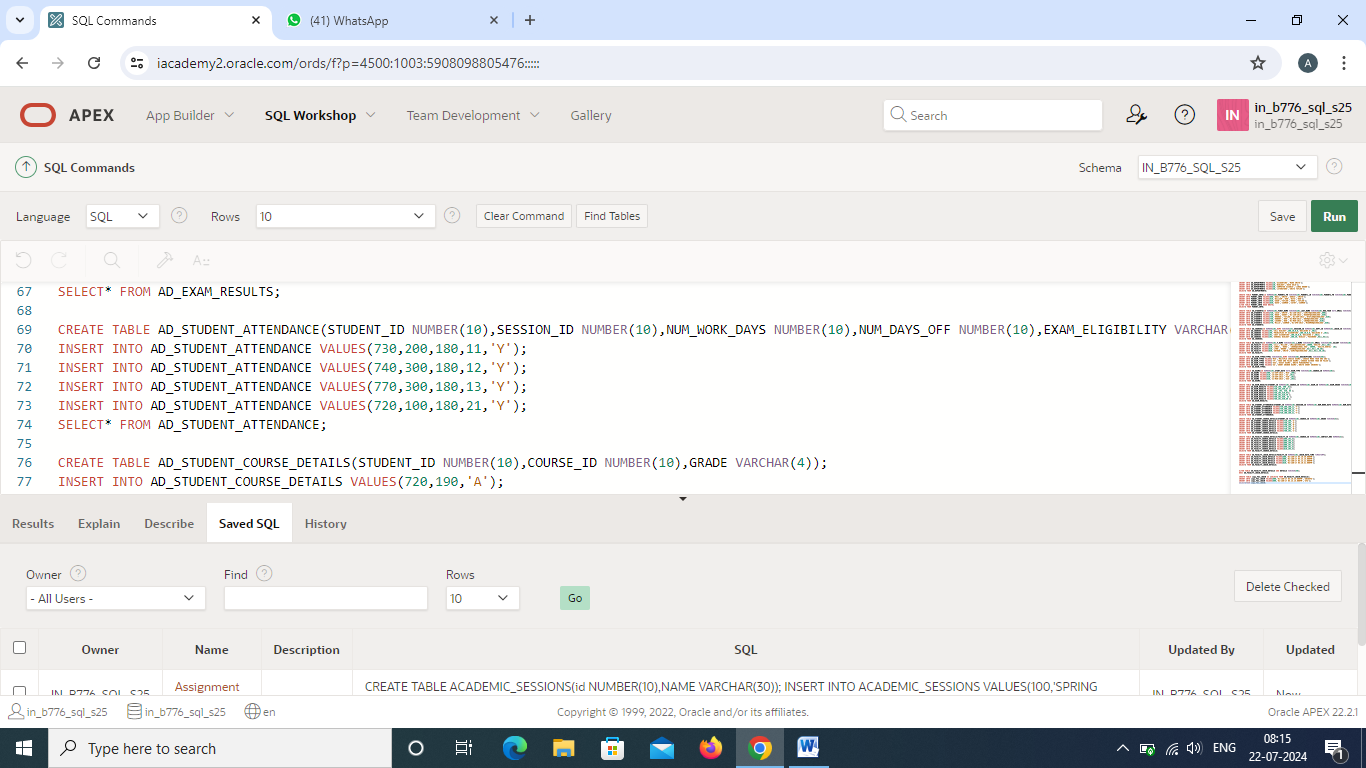 SQL Commands
(41) WhatsApp
iacademy2.oracle.com/ords/f?p=4500:1003:5908098805476:::::
A
APEX
App Builder
SQL Workshop
Team Development
Gallery
Search
IN
in_b776_sql_s25
in_b776_sql_s25
SQL Commands
Schema
IN_B776_SQL_S25
Language
SQL
Rows
10
Clear Command
Find Tables
Save
Run
67 SELECT* FROM AD_EXAM_RESULTS;
68
69 CREATE TABLE AD_STUDENT_ATTENDANCE(STUDENT_ID NUMBER(10),SESSION_ID NUMBER(10),NUM_WORK_DAYS NUMBER(10),NUM_DAYS_OFF NUMBER(10),EXAM_ELIGIBILITY VARCHAR(
70 INSERT INTO AD_STUDENT_ATTENDANCE VALUES(730,200,180,11,'Y');
71 INSERT INTO AD_STUDENT_ATTENDANCE VALUES(740,300,180,12,'Y');
72 INSERT INTO AD_STUDENT_ATTENDANCE VALUES(770,300,180,13,'Y');
73 INSERT INTO AD_STUDENT_ATTENDANCE VALUES(720,100,180,21,'Y');
74 SELECT* FROM AD_STUDENT_ATTENDANCE;
75
76 CREATE TABLE AD_STUDENT_COURSE_DETAILS(STUDENT_ID NUMBER(10),COURSE_ID NUMBER(10),GRADE VARCHAR(4));
77 INSERT INTO AD_STUDENT_COURSE_DETAILS VALUES(720,190,'A');
Results
Explain
Describe
Saved SQL
History
Owner
Find
Rows
- All Users -
10
Go
Delete Checked
Owner
Name
Description
SQL
Updated By
Updated
IN_B776_SQL_S25
Assignment
CREATE TABLE ACADEMIC_SESSIONS(id NUMBER(10),NAME VARCHAR(30)); INSERT INTO ACADEMIC_SESSIONS VALUES(100,'SPRING
IN_B776_SQL_S25
Now
in_b776_sql_s25
in_b776_sql_s25
en
Copyright © 1999, 2022, Oracle and/or its affiliates.
Oracle APEX 22.2.1
Type here to search
ENG
08:15
22-07-2024
1